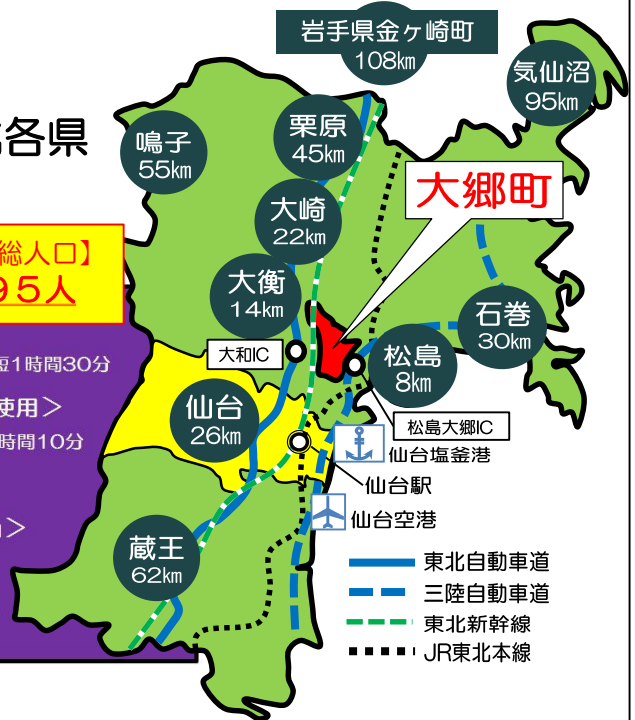 岩手県金ヶ崎町
108km
気仙沼
95km
各県
鳴子
55km
栗原
45km
大郷町
大崎
22km
総人口】
95人
大衡
14km
石巻
30km
大和IC
松島
8km
短1時間30分
使用＞
仙台
26km
松島大郷IC
時間10分
仙台塩釜港
仙台駅
仙台空港
＞
蔵王
62km
東北自動車道
三陸自動車道
東北新幹線
JR東北本線